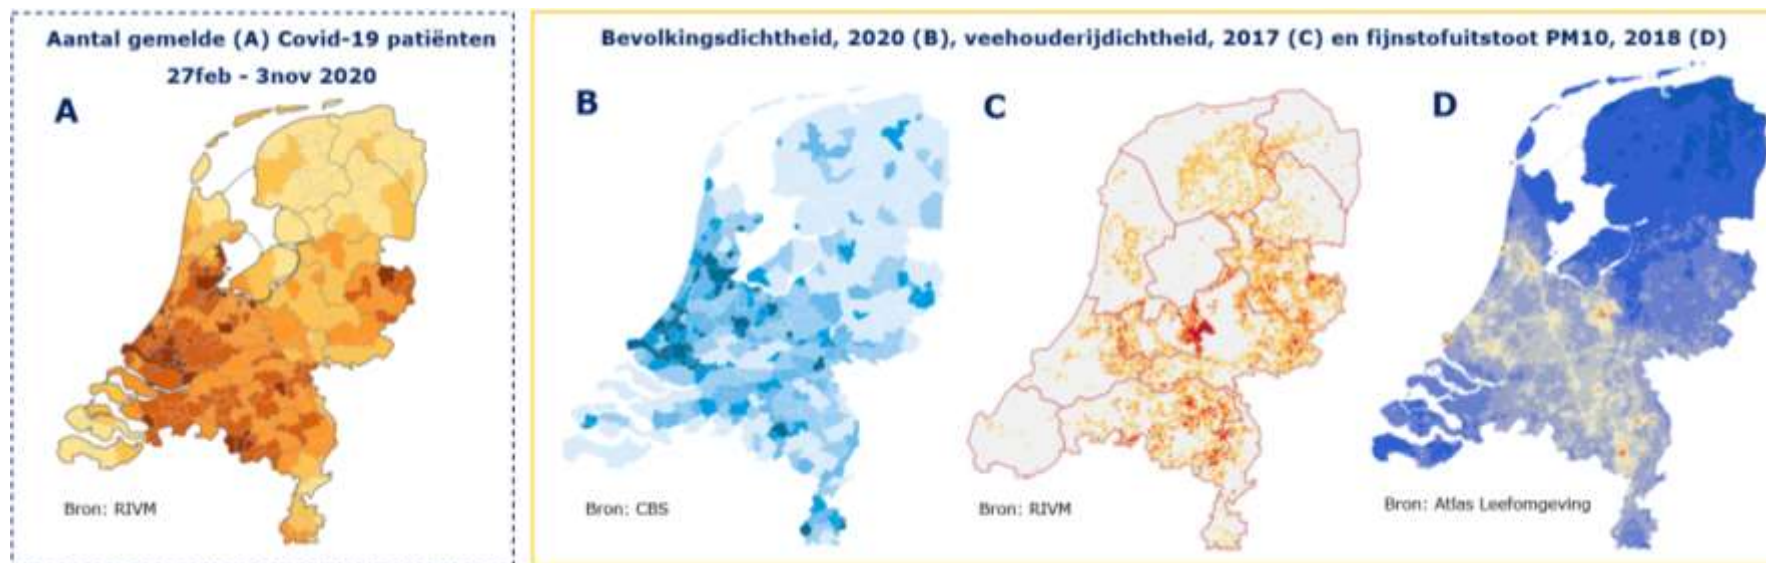 Aantal gemelde (A) Covid-19 patiënten
27feb - 3nov 2020
A
Bron: RIVM
Bevolkingsdichtheid, 2020 (B), veehouderijdichtheid, 2017 (C) en fijnstofuitstoot PM10, 2018 (D)
B
C
D
Bron: CBS
Bron: RIVM
Bron: Atlas Leefomgeving